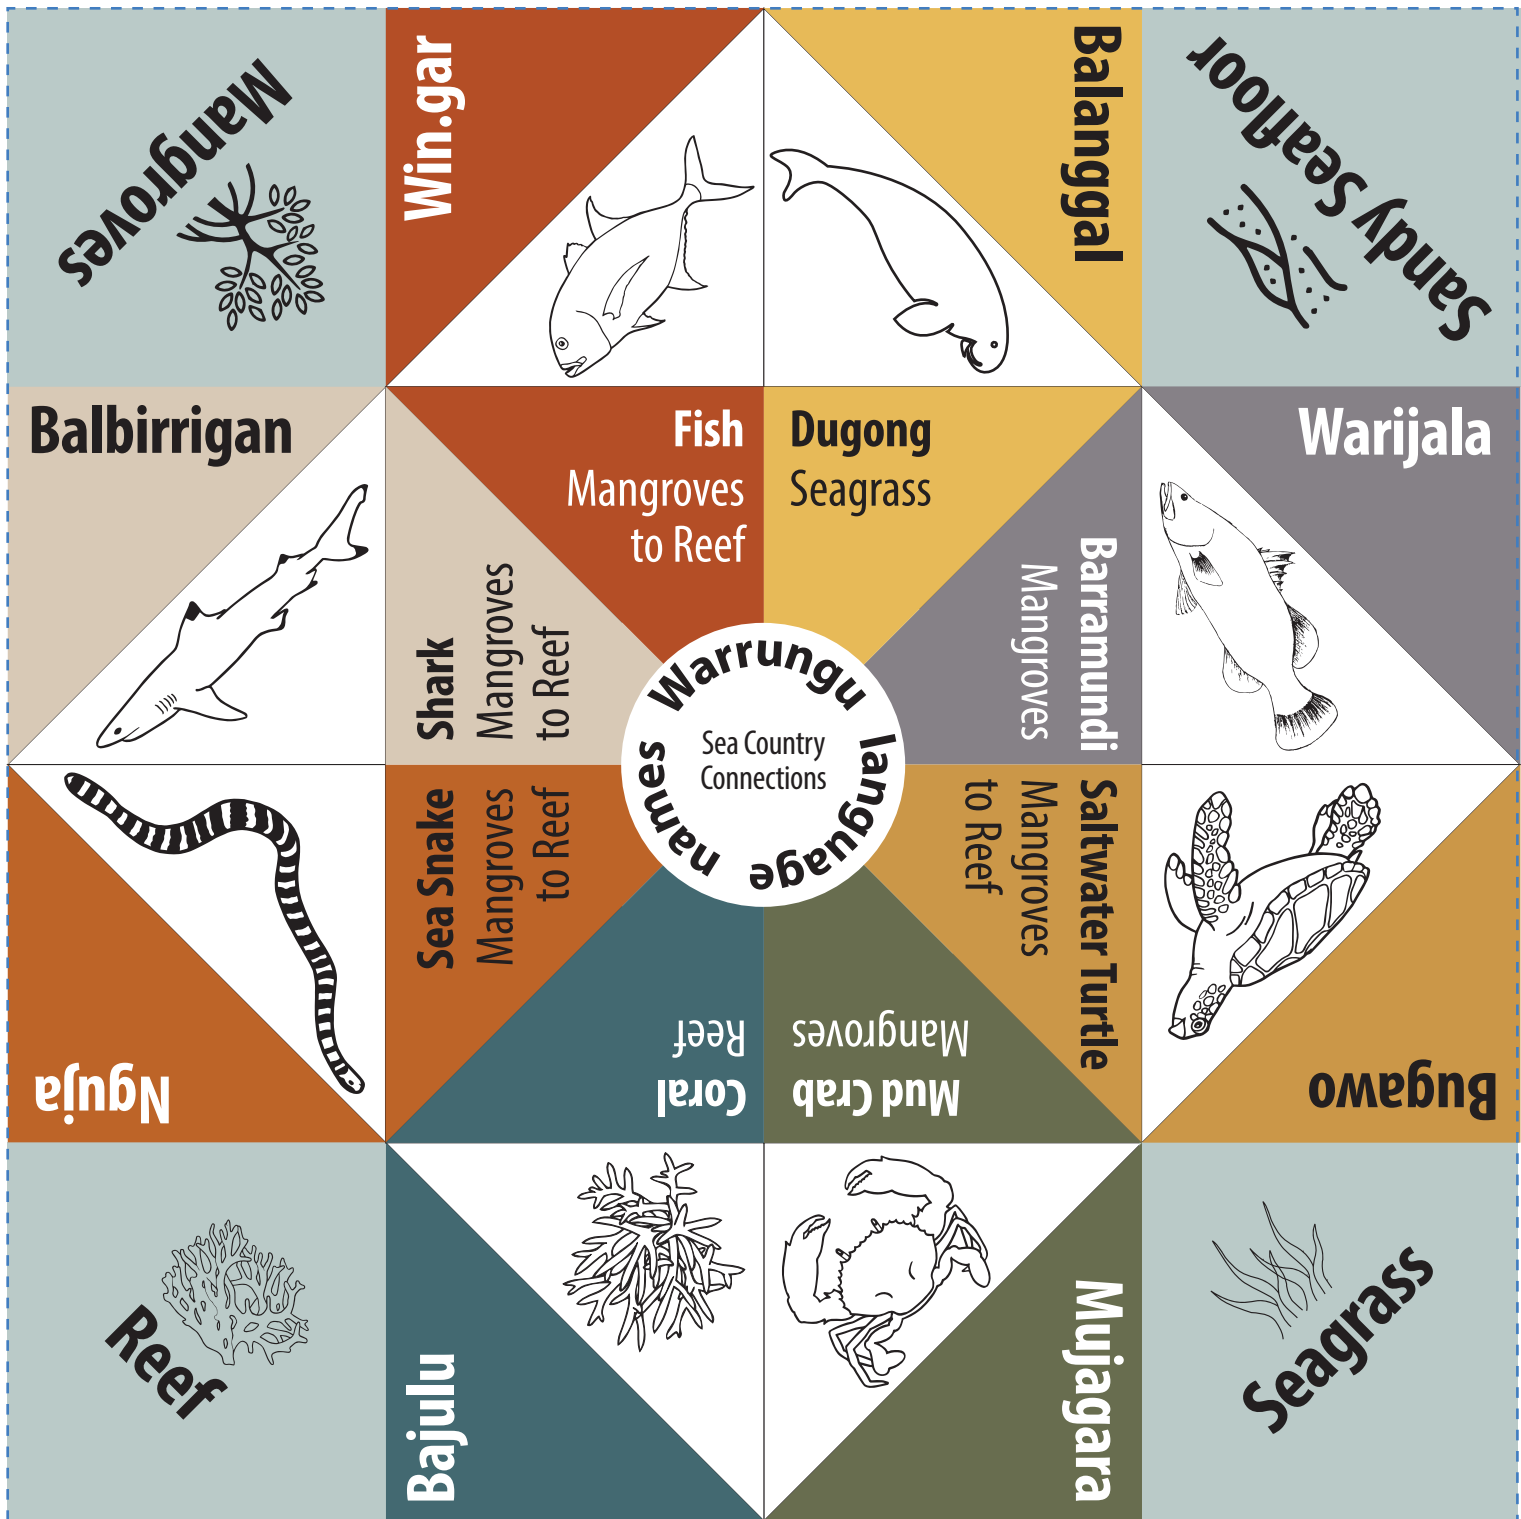 Mangroves
Win.gar
Balanggal
Sandy Seafloor
Balbirrigan
Fish
Mangroves
to Reef
Dugong
Seagrass
Warijala
Shark
Mangroves
to Reef
Barramundi
Mangroves
Warrungu language names
Sea Country
Connections
Sea Snake
Mangroves
to Reef
Saltwater Turtle
Mangroves
to Reef
Nguja
Coral
Reef
Mud Crab
Mangroves
Bugawo
Reef
Bajulu
Mujagara
Seagrass